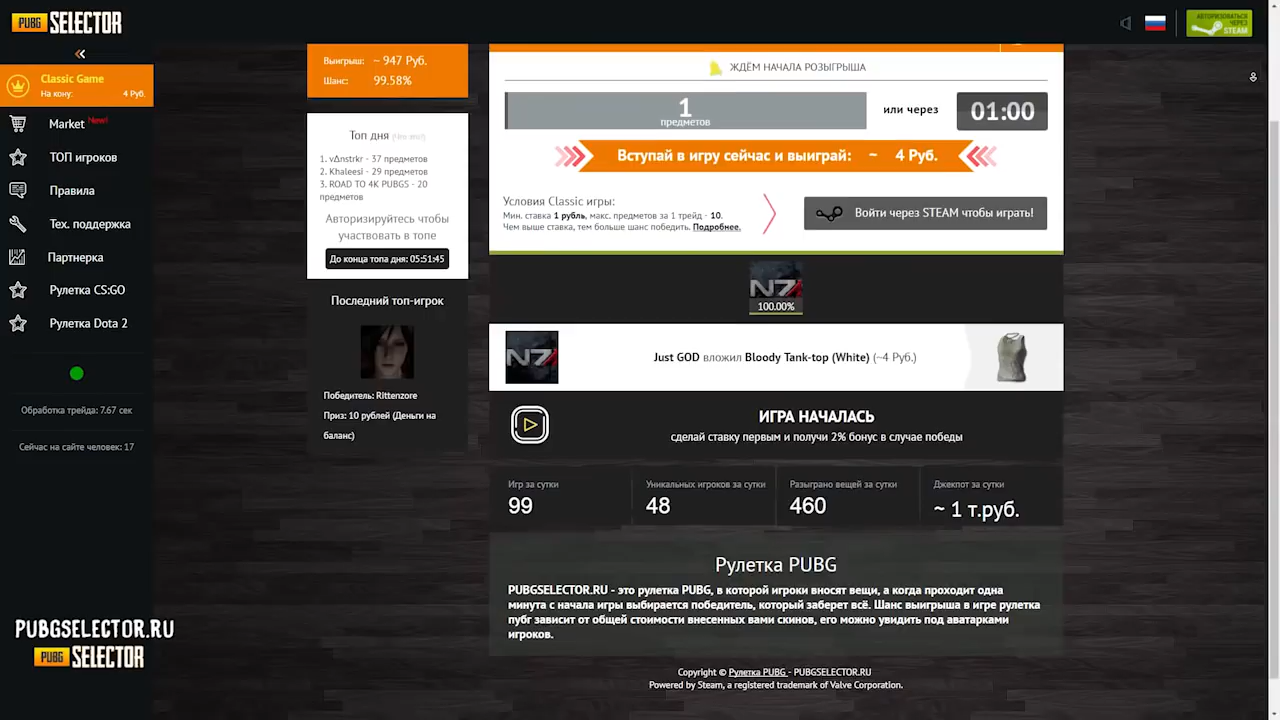 PUBG SELECTOR
АВТОРИЗОВАТЬСЯ
ЧЕРЕЗ
STEAM
Classic Game
На кону: 4 Руб.
Market New!
ТОП игроков
Правила
Тех. поддержка
Партнерка
Рулетка CS:GO
Рулетка Dota 2
Обработка трейда: 7.67 сек
Сейчас на сайте человек: 17
PUBGSELECTOR.RU
PUBG SELECTOR
Выигрыш: ~ 947 Руб.
Шанс: 99.58%
Топ дня
1. vΔnstrkr - 37 предметов
2. Khaleesi - 29 предметов
3. ROAD TO 4K PUBGS - 20
предметов
Авторизируйтесь чтобы
участвовать в топе
До конца топа дня: 05:51:45
Последний топ-игрок
Победитель: Rittenzore
Приз: 10 рублей (Деньги на
баланс)
ЖДЁМ НАЧАЛА РОЗЫГРЫША
1
предметов
или через
01:00
Вступай в игру сейчас и выиграй: ~ 4 Руб.
Условия Classic игры:
Мин. ставка 1 рубль, макс. предметов за 1 трейд - 10.
Чем выше ставка, тем больше шанс победить. Подробнее.
Войти через STEAM чтобы играть!
N7
100.00%
N7
Just GOD вложил Bloody Tank-top (White) (~4 Руб.)
ИГРА НАЧАЛАСЬ
сделай ставку первым и получи 2% бонус в случае победы
Игр за сутки
99
Уникальных игроков за сутки
48
Разыграно вещей за сутки
460
Джекпот за сутки
~ 1 т.руб.
Рулетка PUBG
PUBGSELECTOR.RU - это рулетка PUBG, в которой игроки вносят вещи, а когда проходит одна
минута с начала игры выбирается победитель, который заберет всё. Шанс выигрыша в игре рулетка
пубг зависит от общей стоимости внесенных вами скинов, его можно увидить под аватарками
игроков.
Copyright © Рулетка PUBG - PUBGSELECTOR.RU
Powered by Steam, a registered trademark of Valve Corporation.